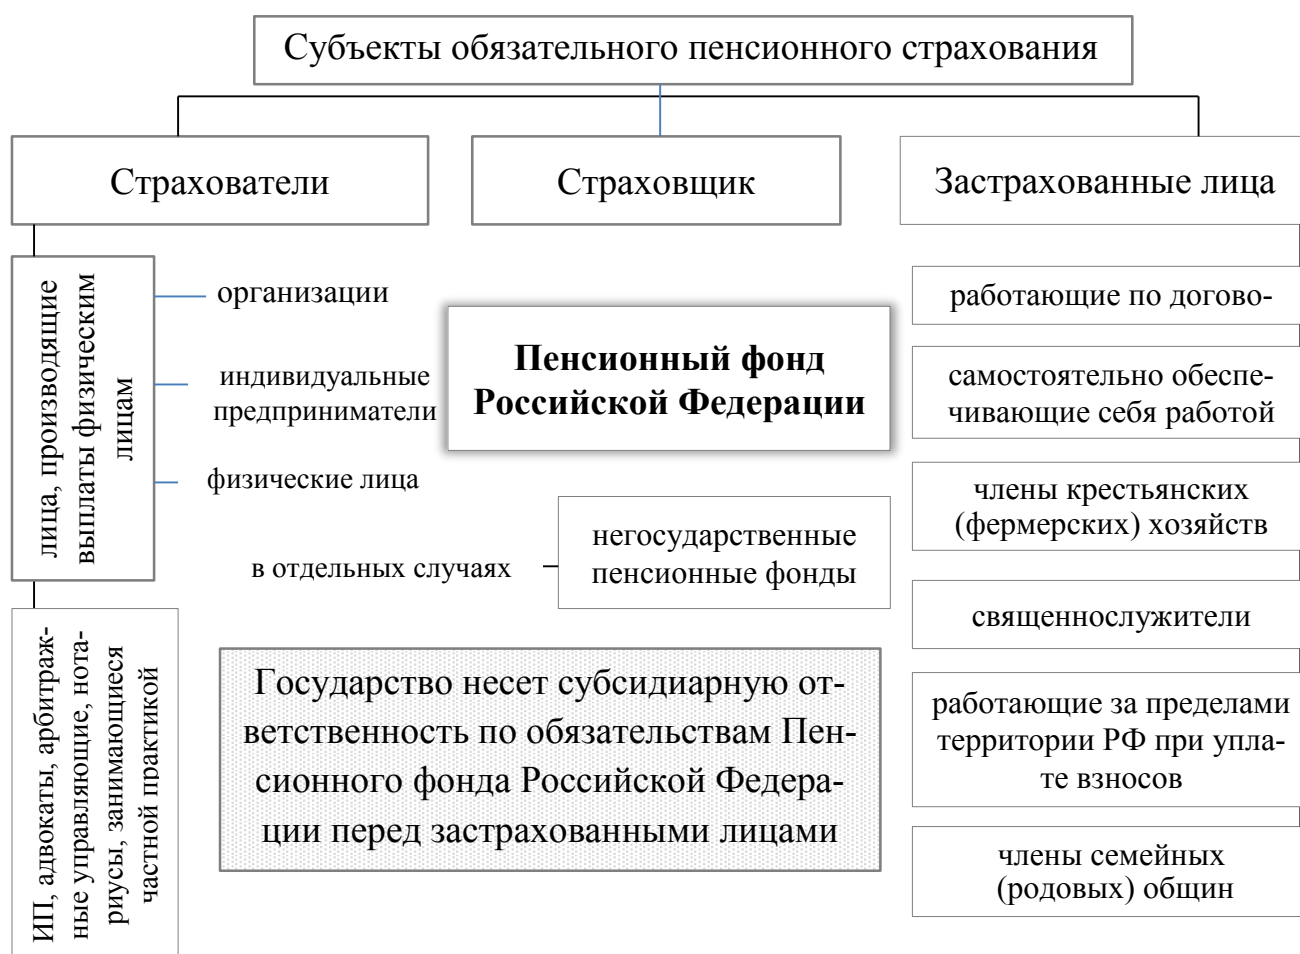 Субъекты обязательного пенсионного страхования
Страхователи
Страховщик
Застрахованные лица
лица, производящие
выплаты физическим
лицам
организации
индивидуальные
предприниматели
физические лица
ИП, адвокаты, арбитраж-
ные управляющие, нота-
риусы, занимающиеся
частной практикой
Пенсионный фонд
Российской Федерации
в отдельных случаях
негосударственные
пенсионные фонды
Государство несет субсидиарную от-
ветственность по обязательствам Пен-
сионного фонда Российской Федера-
ции перед застрахованными лицами
работающие по догово-
самостоятельно обеспе-
чивающие себя работой
члены крестьянских
(фермерских) хозяйств
священнослужители
работающие за пределами
территории РФ при упла-
те взносов
члены семейных
(родовых) общин